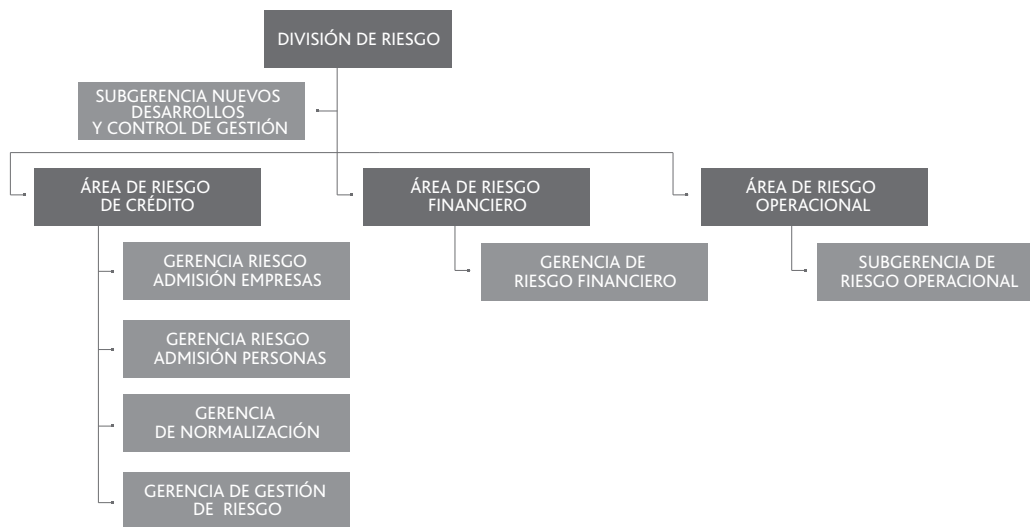 DIVISIÓN DE RIESGO
SUBGERENCIA NUEVOS
DESARROLLOS
Y CONTROL DE GESTIÓN
ÁREA DE RIESGO
DE CRÉDITO
ÁREA DE RIESGO
FINANCIERO
ÁREA DE RIESGO
OPERACIONAL
GERENCIA RIESGO
ADMISIÓN EMPRESAS
GERENCIA DE
RIESGO FINANCIERO
SUBGERENCIA DE
RIESGO OPERACIONAL
GERENCIA RIESGO
ADMISIÓN PERSONAS
GERENCIA
DE NORMALIZACIÓN
GERENCIA DE GESTIÓN
DE RIESGO